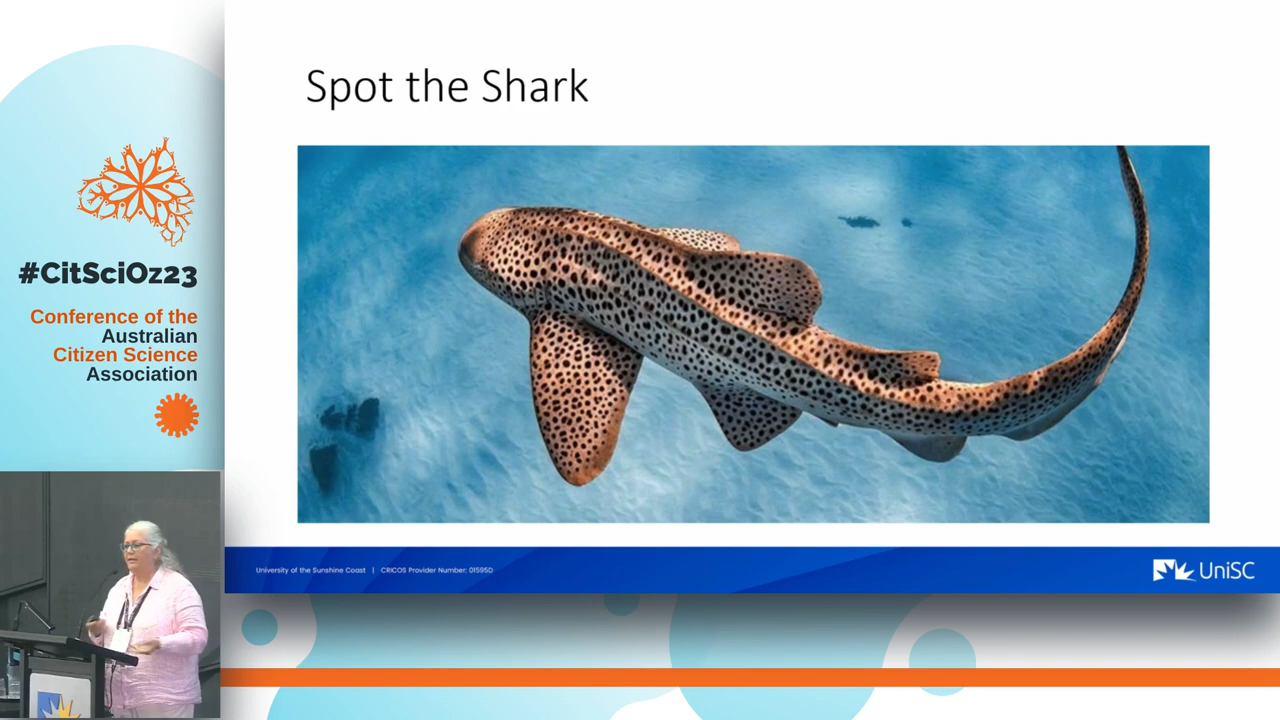 Spot the Shark
#CitSciOz23
Conference of the
Australian
Citizen Science
Association
University of the Sunshine Coast | CRICOS Provider Number: 01595D
UniSC